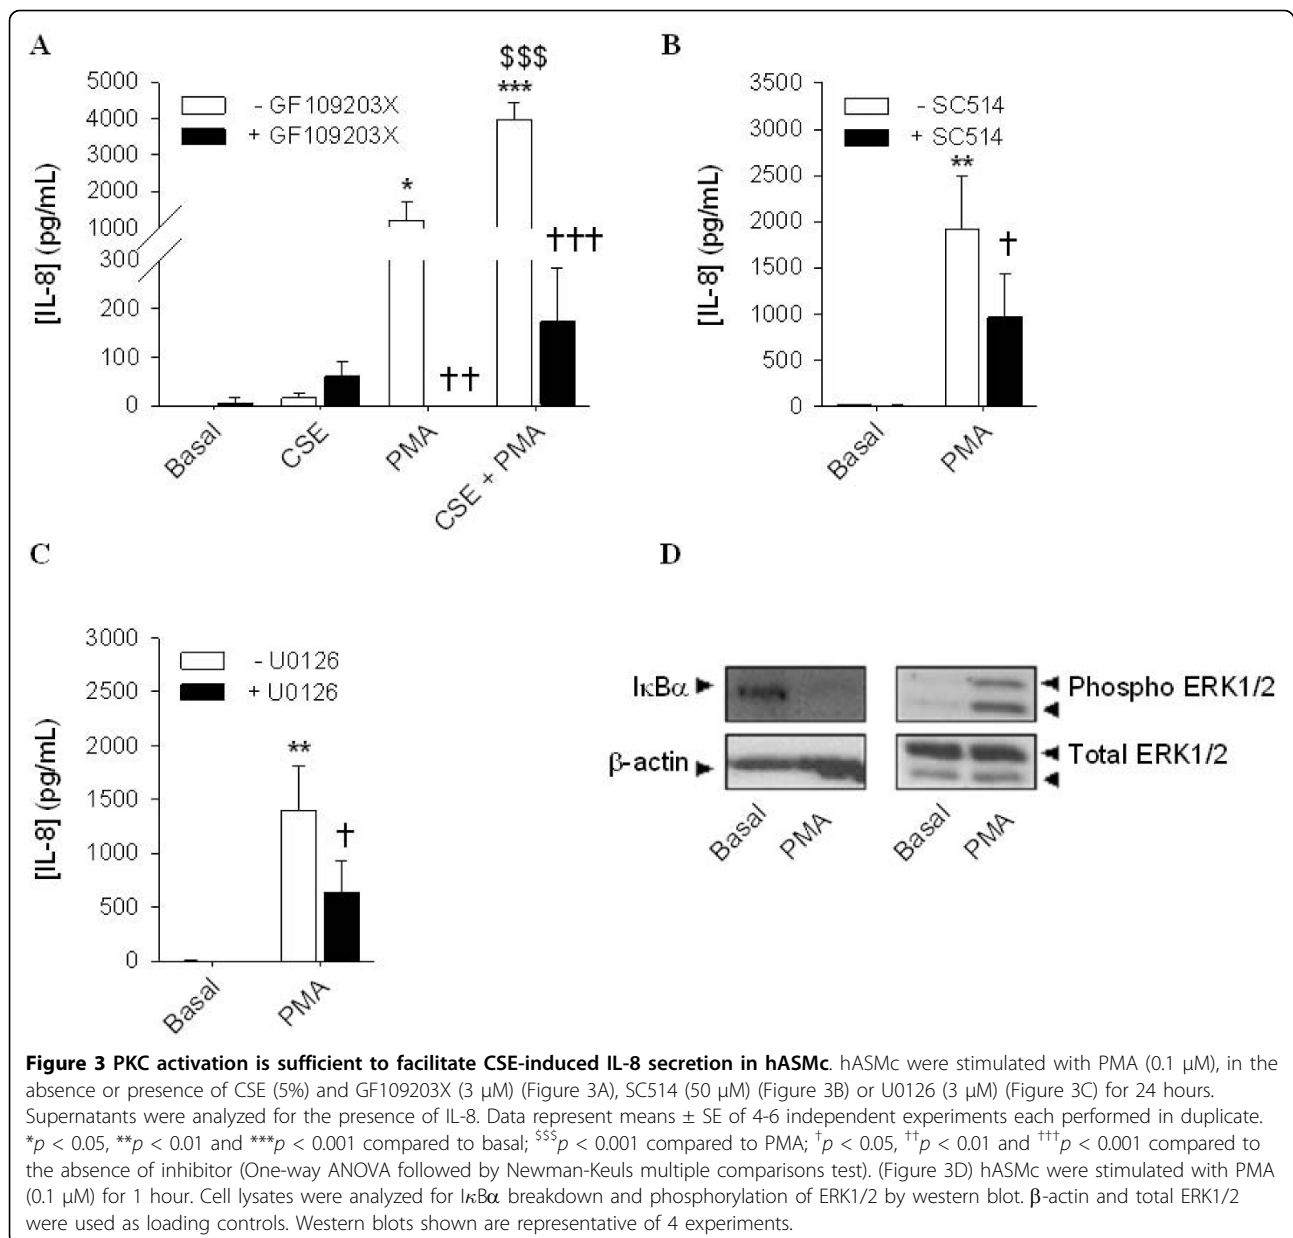 A
$$$
***
5000
4000
3000
2000
1000
300
200
100
0
- GF109203X
+ GF109203X
*
†††
††
[IL-8] (pg/mL)
Basal
CSE
PMA
CSE + PMA
B
3500
3000
2500
2000
1500
1000
500
0
- SC514
+ SC514
**
†
[IL-8] (pg/mL)
Basal
PMA
C
3000
2500
2000
1500
1000
500
0
- U0126
+ U0126
**
†
[IL-8] (pg/mL)
Basal
PMA
D
IκBα
Phospho ERK1/2
β-actin
Total ERK1/2
Basal
PMA
Basal
PMA
Figure 3 PKC activation is sufficient to facilitate CSE-induced IL-8 secretion in hASMc. hASMc were stimulated with PMA (0.1 μM), in the
absence or presence of CSE (5%) and GF109203X (3 μM) (Figure 3A), SC514 (50 μM) (Figure 3B) or U0126 (3 μM) (Figure 3C) for 24 hours.
Supernatants were analyzed for the presence of IL-8. Data represent means ± SE of 4-6 independent experiments each performed in duplicate.
*p < 0.05, **p < 0.01 and ***p < 0.001 compared to basal; $$$p < 0.001 compared to PMA; †p < 0.05, ††p < 0.01 and †††p < 0.001 compared to
the absence of inhibitor (One-way ANOVA followed by Newman-Keuls multiple comparisons test). (Figure 3D) hASMc were stimulated with PMA
(0.1 μM) for 1 hour. Cell lysates were analyzed for IκBα breakdown and phosphorylation of ERK1/2 by western blot. β-actin and total ERK1/2
were used as loading controls. Western blots shown are representative of 4 experiments.